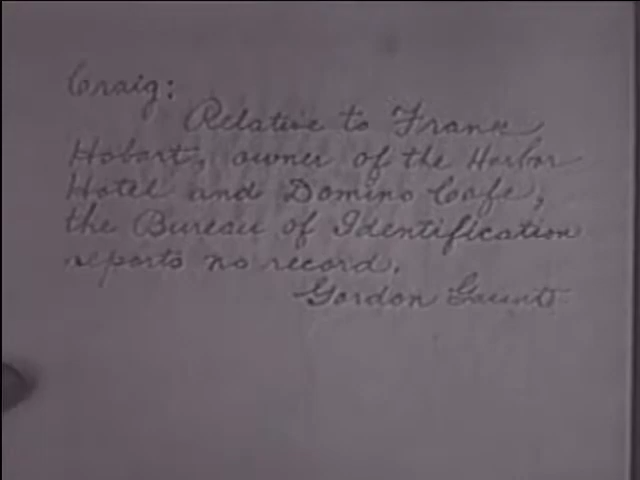 Craig:
Relative to Frank
Hobart, owner of the Harbor
Hotel and Domino Cafe,
the Bureau of Identification
reports no record.
Gordon Gaunt